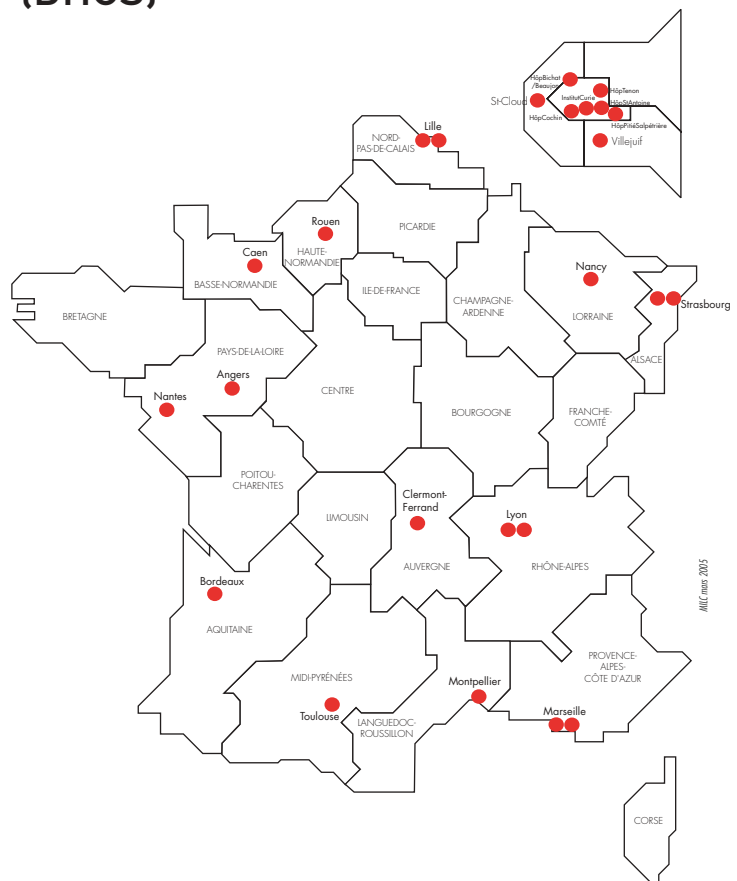 (BHCS)
HôpBichat
/Beaujon
HôpTenon
St-Cloud
InstitutCurie
HôpStAntoine
HôpCochin
HôpPitiéSalpétrière
Villejuif
Lille
NORD-
PAS-DE-CALAIS
Rouen
PICARDIE
Caen
HAUTE-
NORMANDIE
Nancy
BASSE-NORMANDIE
ILE-DE-FRANCE
CHAMPAGNE-
ARDENNE
Strasbourg
BRETAGNE
LORRAINE
PAYS-DE-LA-LOIRE
ALSACE
Angers
CENTRE
Nantes
BOURGOGNE
FRANCHE-
COMTÉ
POITOU-
CHARENTES
Clermont-
Ferrand
LIMOUSIN
Lyon
AUVERGNE
RHÔNE-ALPES
MILC mars 2005
Bordeaux
AQUITAINE
PROVENCE-
ALPES-
CÔTE D'AZUR
MIDI-PYRÉNÉES
Montpellier
Toulouse
LANGUEDOC-
ROUSSILLON
Marseille
CORSE